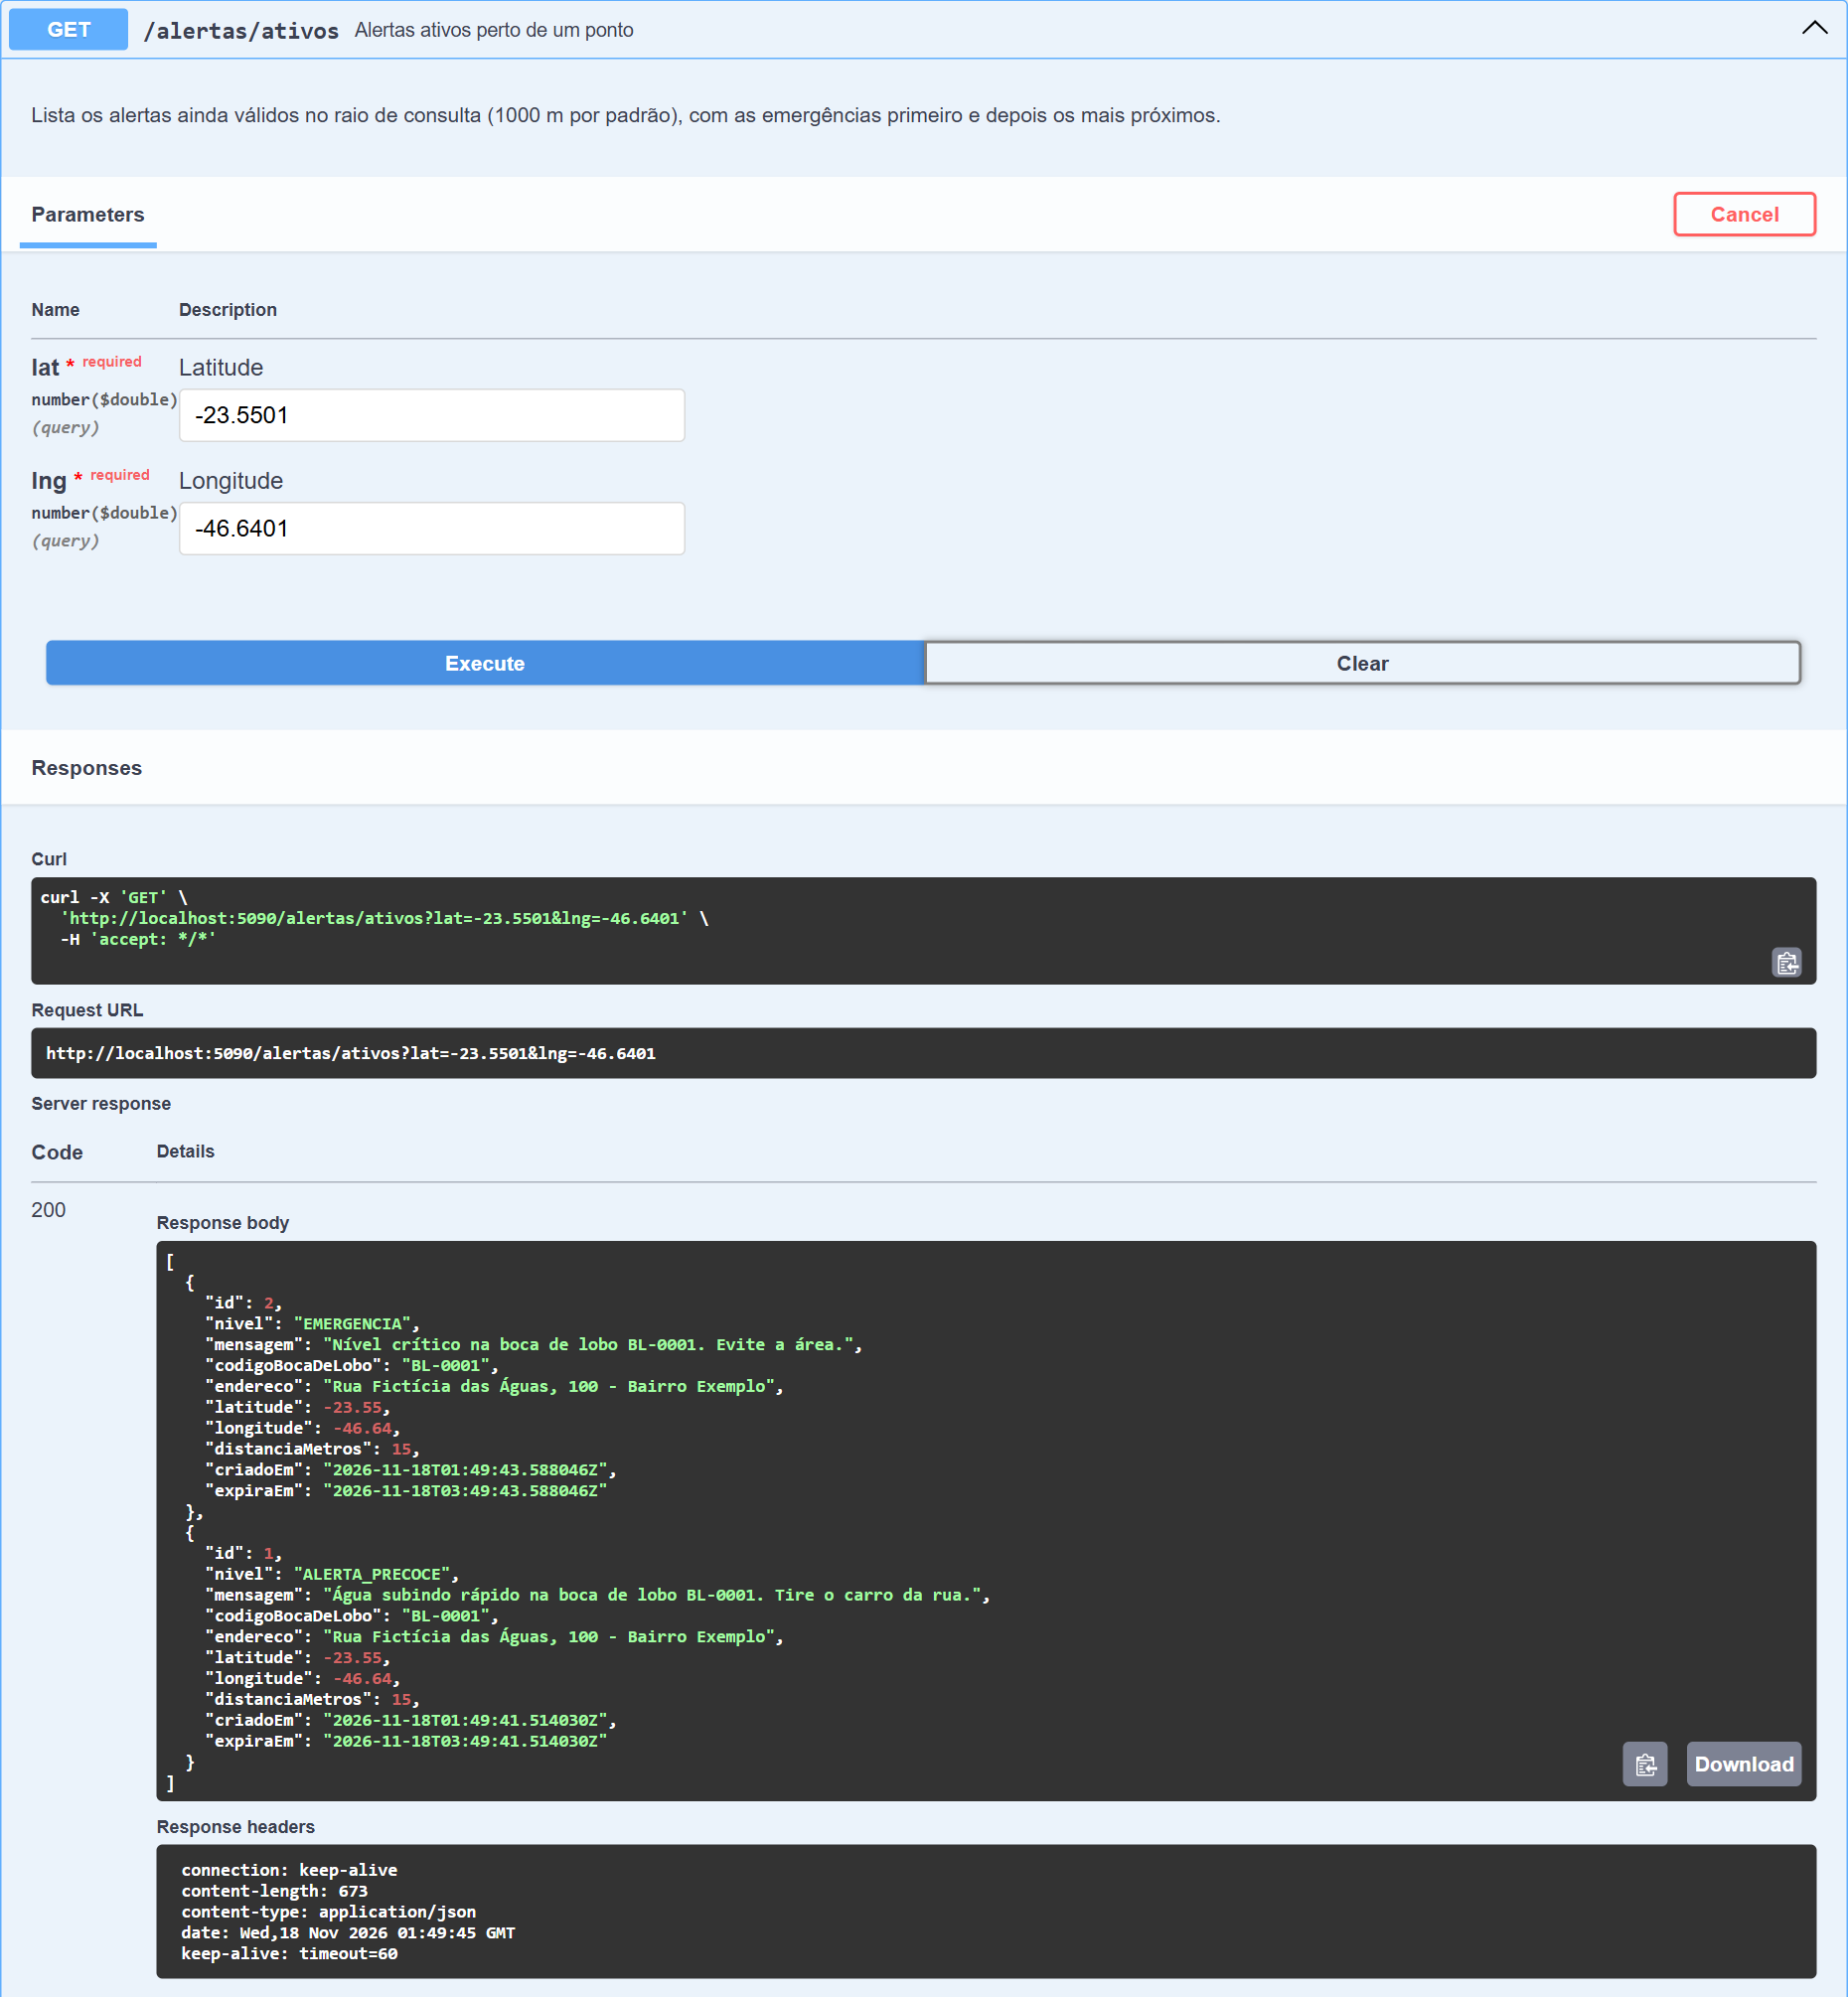 GET /alertas/ativos Alertas ativos perto de um ponto
Lista os alertas ainda válidos no raio de consulta (1000 m por padrão), com as emergências primeiro e depois os mais próximos.
Parameters Cancel
Name Description
lat * required Latitude
number($double) -23.5501
(query)
lng * required Longitude
number($double) -46.6401
(query)
Execute Clear
Responses
Curl
curl -X 'GET' \
'http://localhost:5090/alertas/ativos?lat=-23.5501&lng=-46.6401' \
-H 'accept: */*'
Request URL
http://localhost:5090/alertas/ativos?lat=-23.5501&lng=-46.6401
Server response
Code Details
200
Response body
[
{
"id": 2,
"nivel": "EMERGENCIA",
"mensagem": "Nível crítico na boca de lobo BL-0001. Evite a área.",
"codigoBocaDeLobo": "BL-0001",
"endereco": "Rua Fictícia das Águas, 100 - Bairro Exemplo",
"latitude": -23.55,
"longitude": -46.64,
"distanciaMetros": 15,
"criadoEm": "2026-11-18T01:49:43.588046Z",
"expiraEm": "2026-11-18T03:49:43.588046Z"
},
{
"id": 1,
"nivel": "ALERTA_PRECOCE",
"mensagem": "Água subindo rápido na boca de lobo BL-0001. Tire o carro da rua.",
"codigoBocaDeLobo": "BL-0001",
"endereco": "Rua Fictícia das Águas, 100 - Bairro Exemplo",
"latitude": -23.55,
"longitude": -46.64,
"distanciaMetros": 15,
"criadoEm": "2026-11-18T01:49:41.514030Z",
"expiraEm": "2026-11-18T03:49:41.514030Z"
}
]
Download
Response headers
connection: keep-alive
content-length: 673
content-type: application/json
date: Wed,18 Nov 2026 01:49:45 GMT
keep-alive: timeout=60